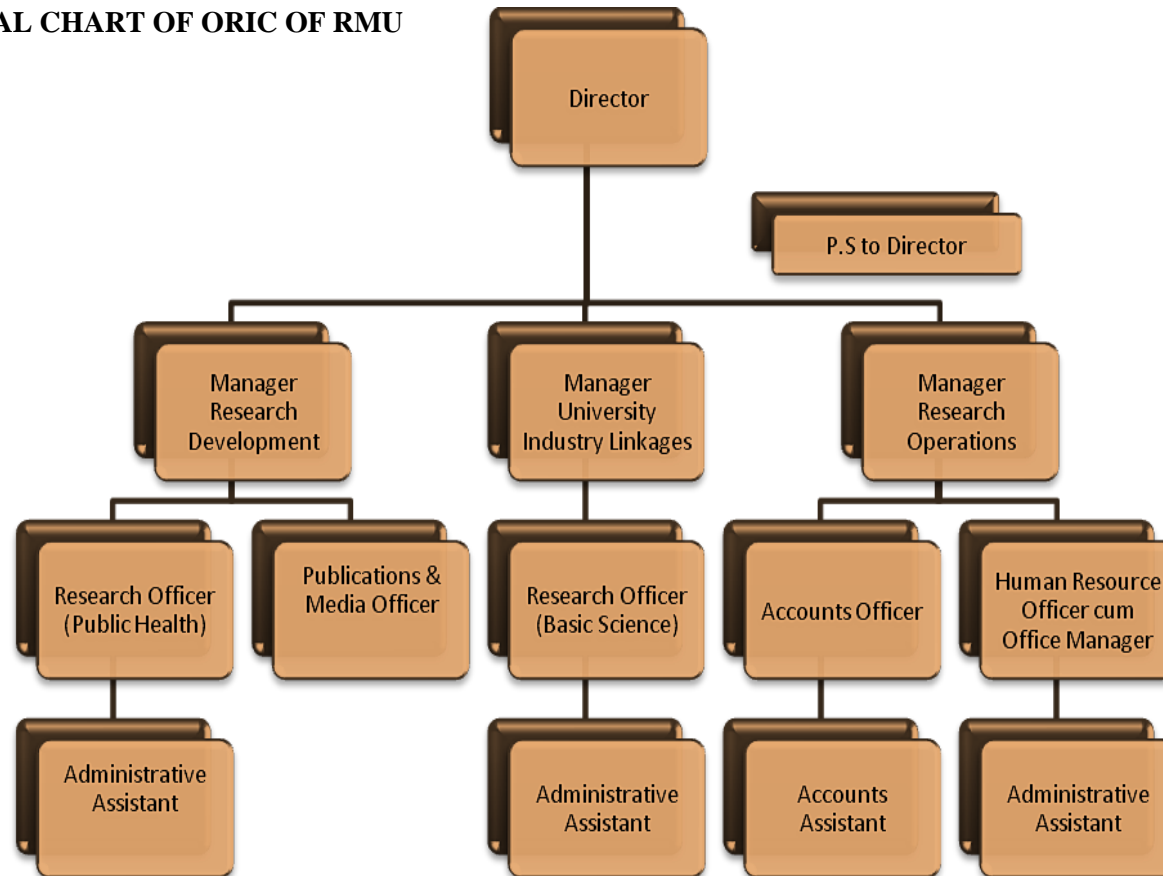 AL CHART OF ORIC OF RMU
Director
P.S to Director
Manager
Research
Development
Manager
University
Industry Linkages
Manager
Research
Operations
Research Officer
(Public Health)
Publications &
Media Officer
Research Officer
(Basic Science)
Accounts Officer
Human Resource
Officer cum
Office Manager
Administrative
Assistant
Administrative
Assistant
Accounts
Assistant
Administrative
Assistant